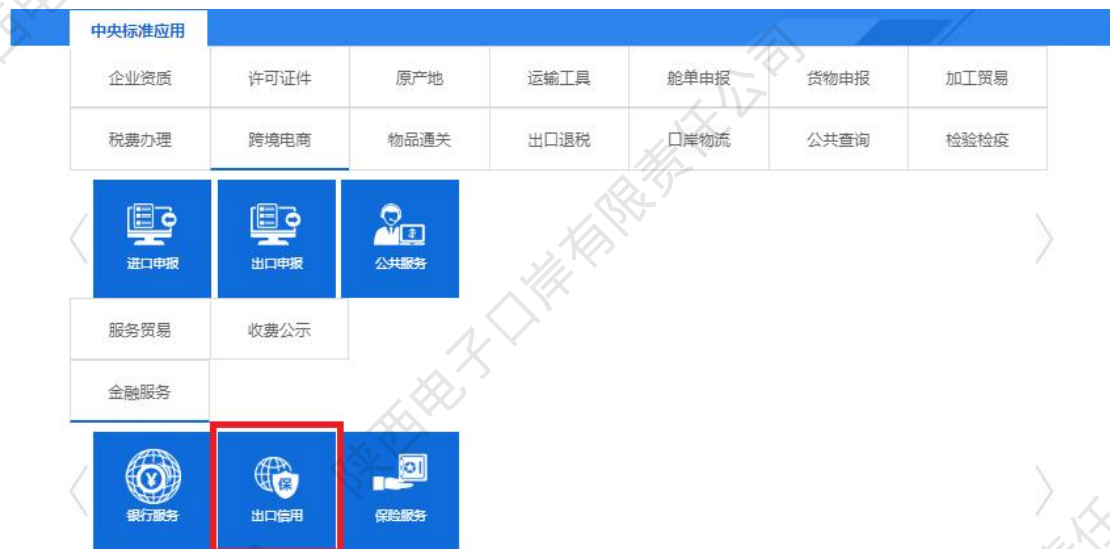 中央标准应用
企业资质 许可证件 原产地 运输工具 舱单申报 货物申报 加工贸易
税费办理 跨境电商 物品通关 出口退税 口岸物流 公共查询 检验检疫
进口申报 出口申报 公共服务
服务贸易 收费公示
金融服务
保
银行服务 出口信用 保险服务
陕西电子口岸有限责任公司